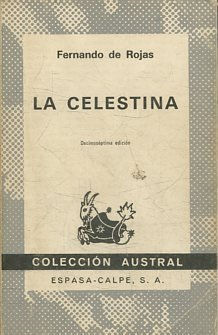 Fernando de Rojas
LA CELESTINA
Decimoséptima edición
COLECCIÓN AUSTRAL
ESPASA-CALPE, S. A.